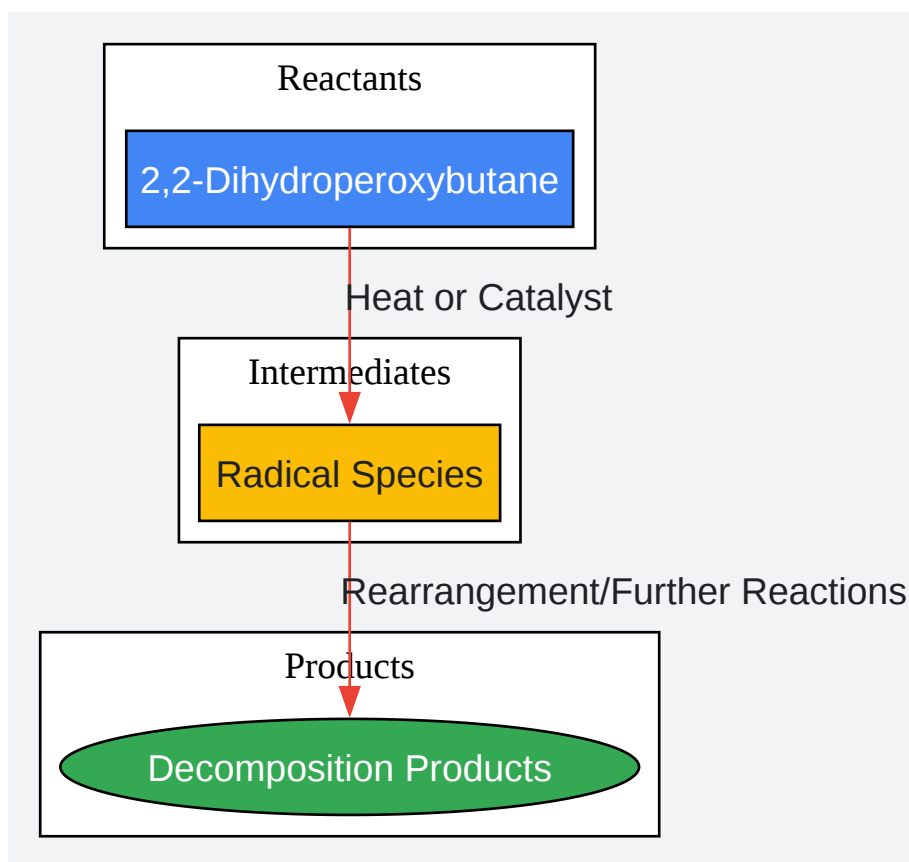 Reactants
2,2-Dihydroperoxybutane
Heat or Catalyst
Intermediates
Radical Species
Rearrangement/Further Reactions
Products
Decomposition Products